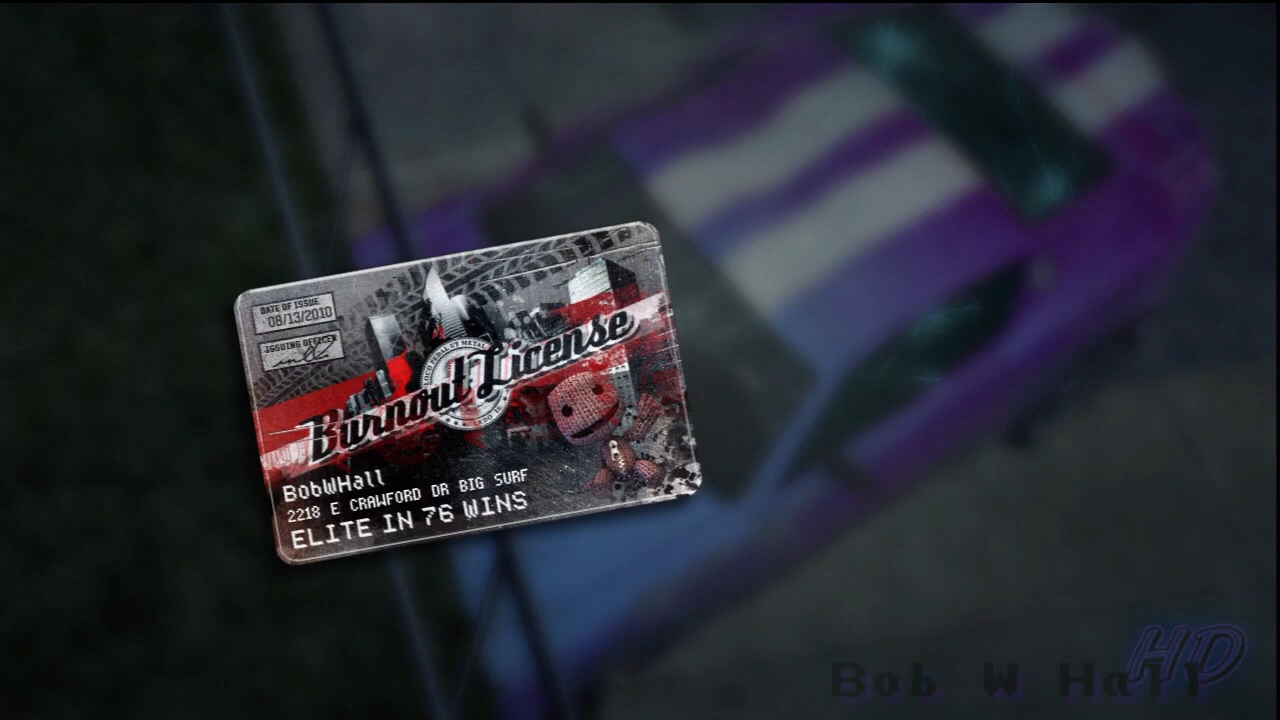 DATE OF ISSUE
08/13/2010
ISSUING OFFICER
Burnout License
BobWHall
2218 E CRAWFORD DR BIG SURF
ELITE IN 76 WINS
HD
Bob W Hall